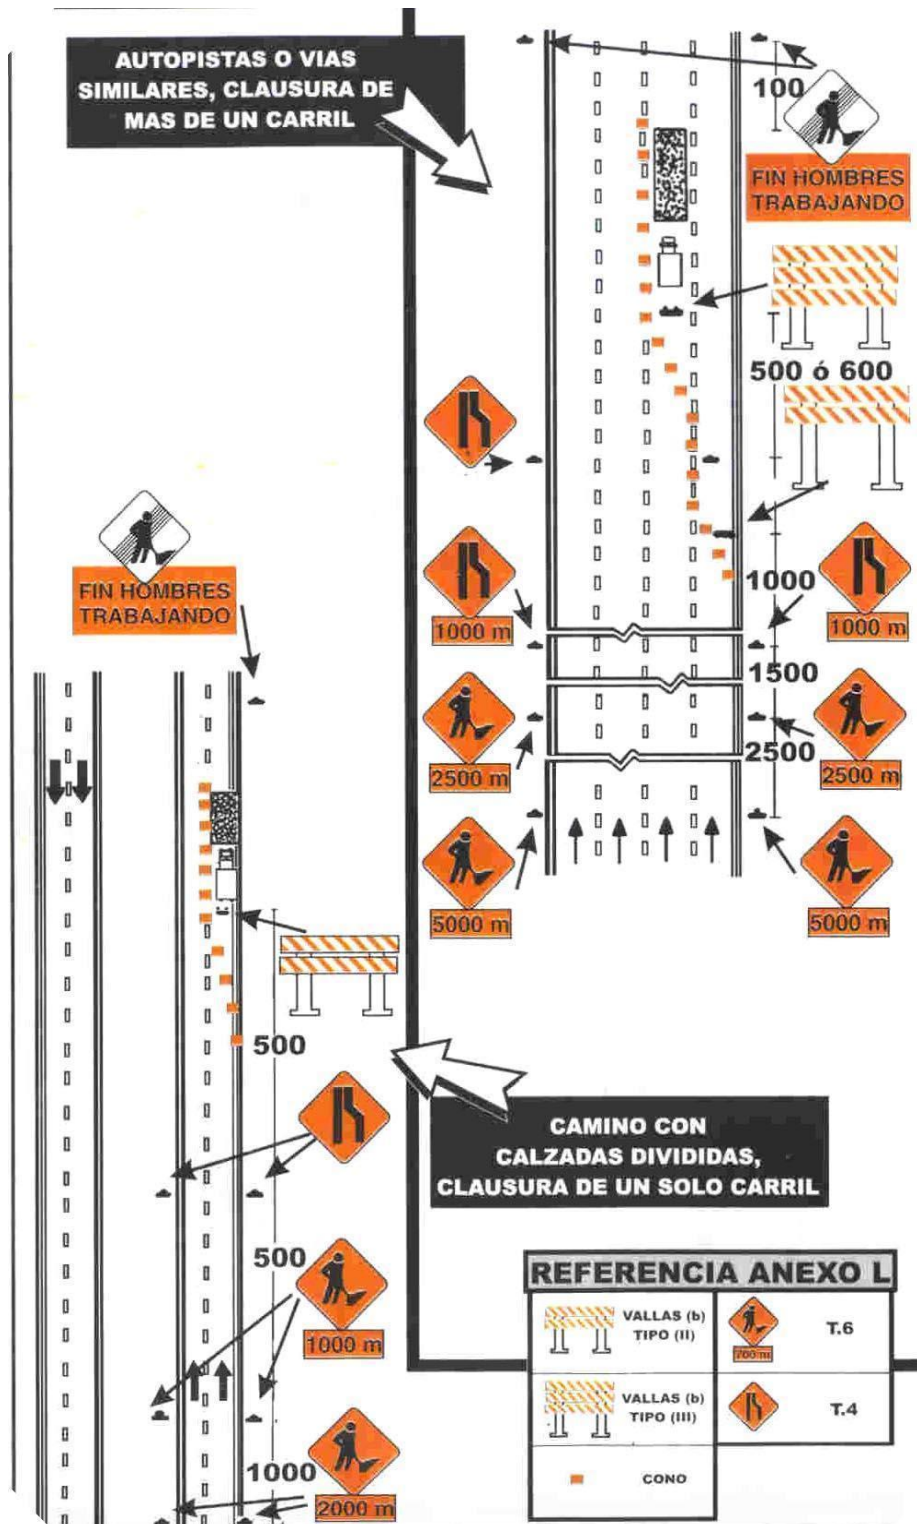 AUTOPISTAS O VIAS
SIMILARES, CLAUSURA DE
MAS DE UN CARRIL
100
FIN HOMBRES
TRABAJANDO
500 ó 600
1000
1000 m
1000 m
1500
2500 m
2500 m
2500
5000 m
5000 m
FIN HOMBRES
TRABAJANDO
500
500
1000 m
1000
2000 m
CAMINO CON
CALZADAS DIVIDIDAS,
CLAUSURA DE UN SOLO CARRIL
REFERENCIA ANEXO L
VALLAS (b)
TIPO (II)
700 m
T.6
VALLAS (b)
TIPO (III)
T.4
CONO